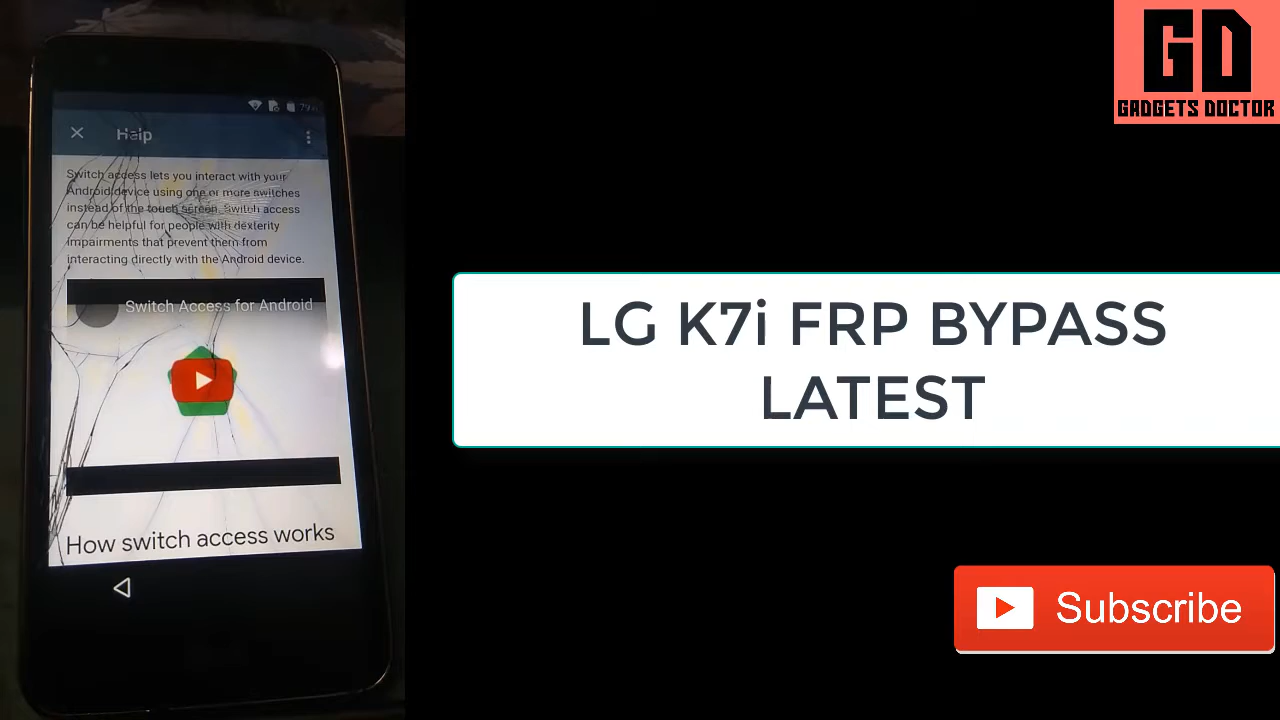 79%
Help
Switch access lets you interact with your
Android device using one or more switches
instead of the touch screen. Switch access
can be helpful for people with dexterity
impairments that prevent them from
interacting directly with the Android device.
Switch Access for Android
How switch access works
GD
GADGETS DOCTOR
LG K7i FRP BYPASS
LATEST
Subscribe